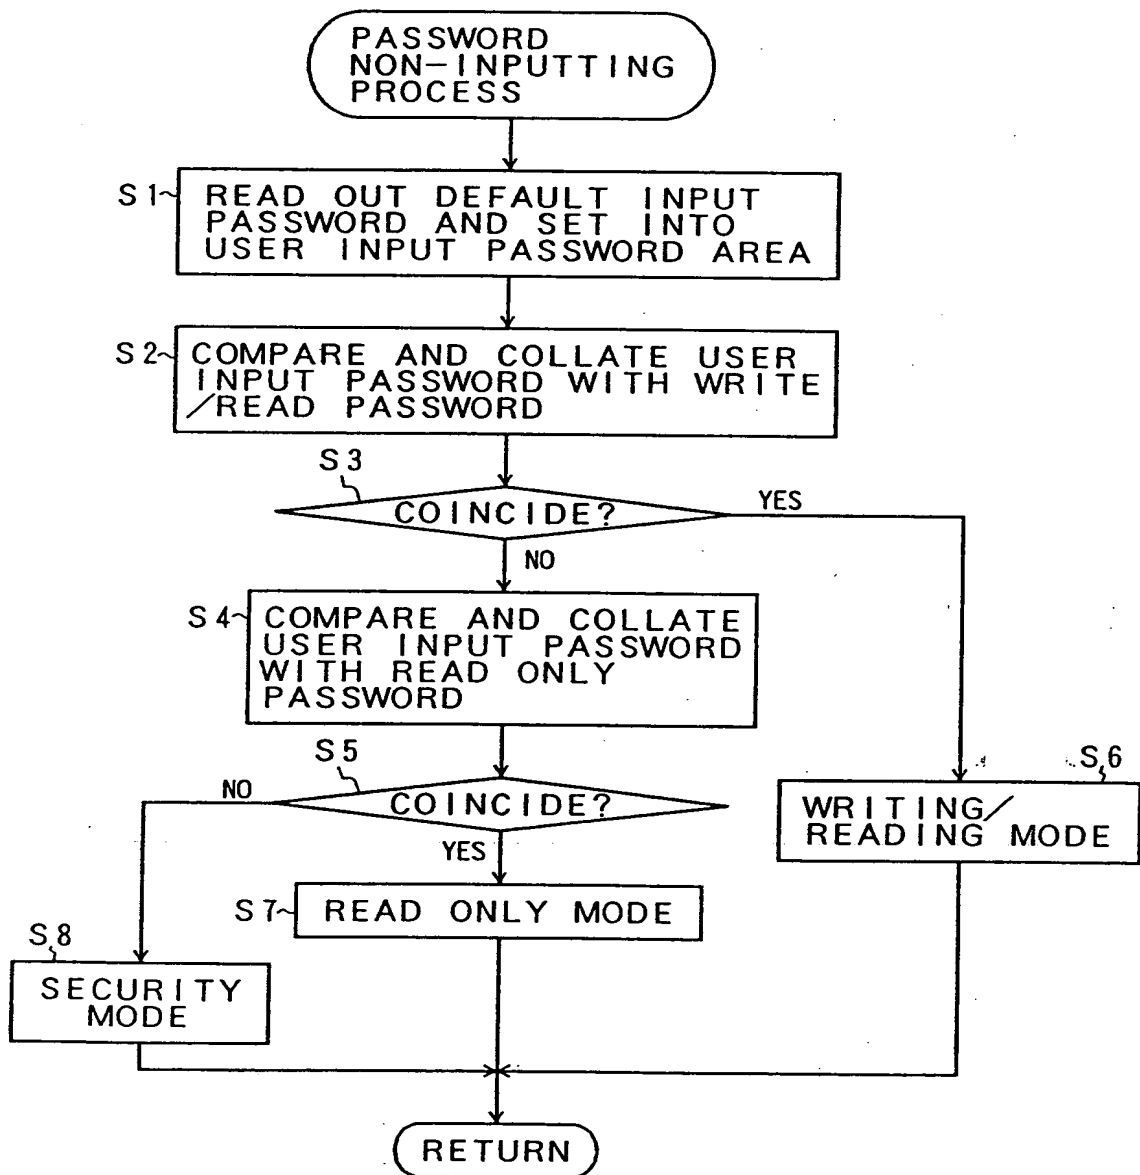 PASSWORD
NON-INPUTTING
PROCESS
S1
READ OUT DEFAULT INPUT
PASSWORD AND SET INTO
USER INPUT PASSWORD AREA
S2
COMPARE AND COLLATE USER
INPUT PASSWORD WITH WRITE
/READ PASSWORD
S3
COINCIDE?
YES
NO
S4
COMPARE AND COLLATE
USER INPUT PASSWORD
WITH READ ONLY
PASSWORD
S5
COINCIDE?
NO
YES
S6
WRITING/
READING MODE
S7
READ ONLY MODE
S8
SECURITY
MODE
RETURN